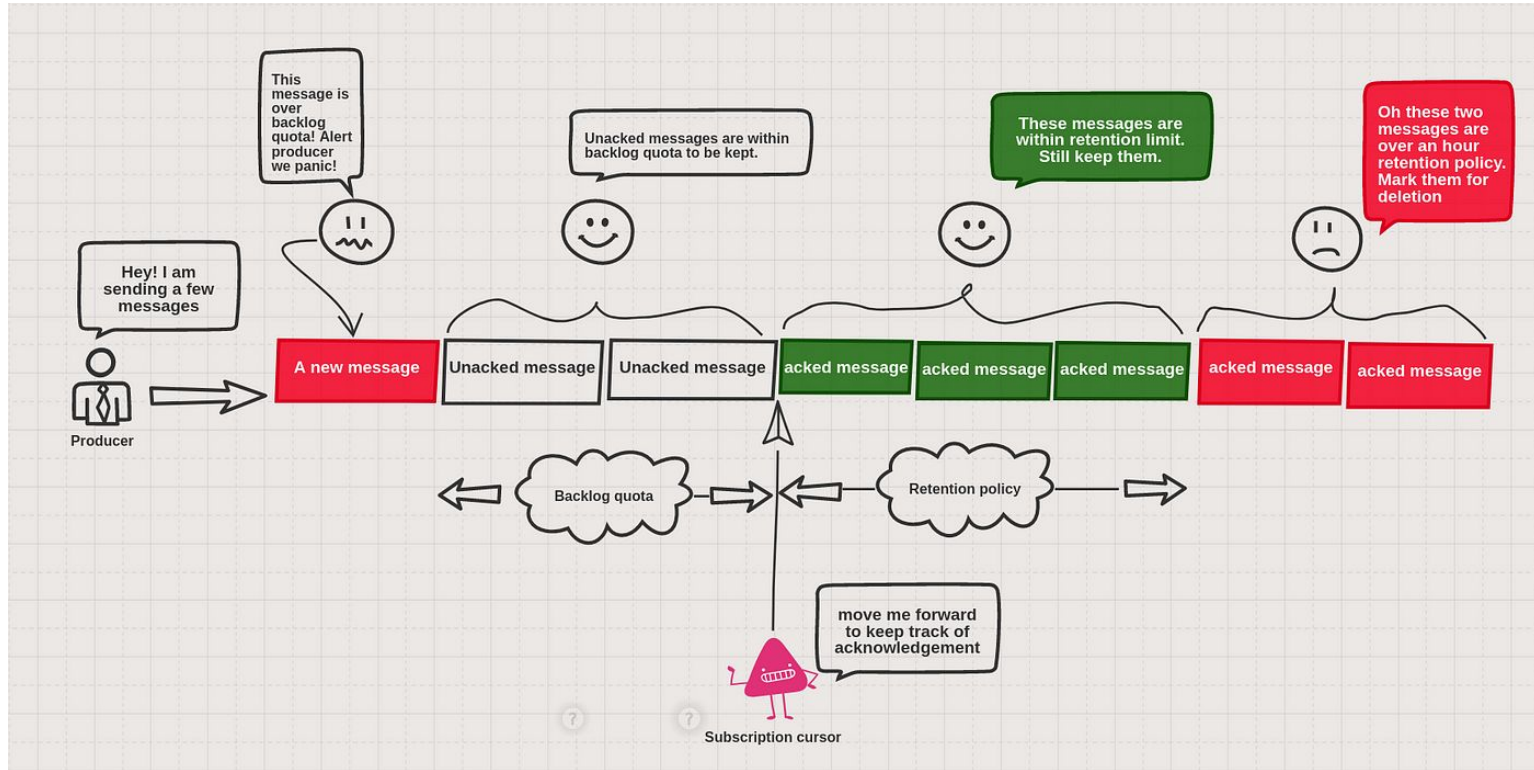 This
message is
over
backlog
quota! Alert
producer
we panic!
Unacked messages are within
backlog quota to be kept.
These messages are
within retention limit.
Still keep them.
Oh these two
messages are
over an hour
retention policy.
Mark them for
deletion
Hey! I am
sending a few
messages
A new message
Unacked message
Unacked message
acked message
acked message
acked message
acked message
acked message
Producer
Backlog quota
Retention policy
move me forward
to keep track of
acknowledgement
?
?
Subscription cursor